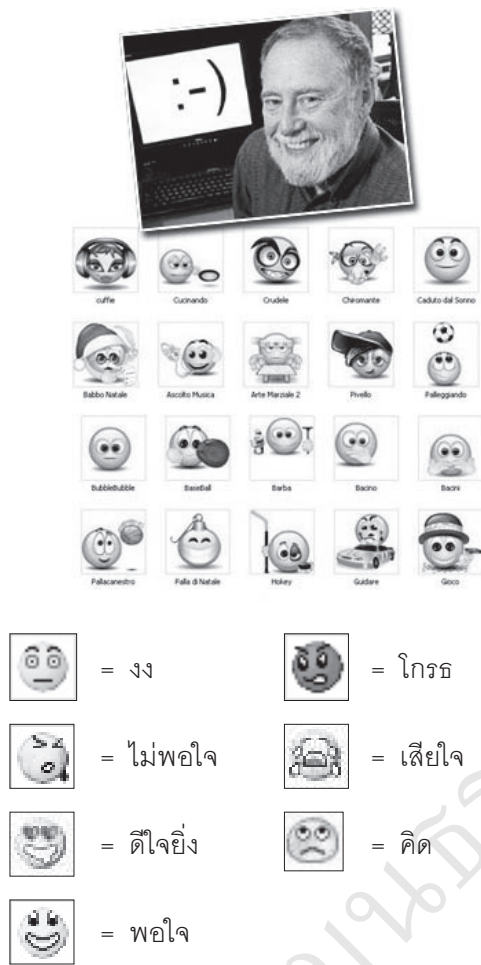 :-)
cuffie Cucinando Crudele Chiromante Caduto dal Sonno
Babbo Natale Ascolto Musica Arte Marziale 2 Pivello Palleggiando
BubbleBubble BaseBall Barba Bacino Bacini
Pallacanestro Palla di Natale Hokey Guidare Gioco
= งง = โกรธ
= ไม่พอใจ = เสียใจ
= ดีใจยิ่ง = คิด
= พอใจ